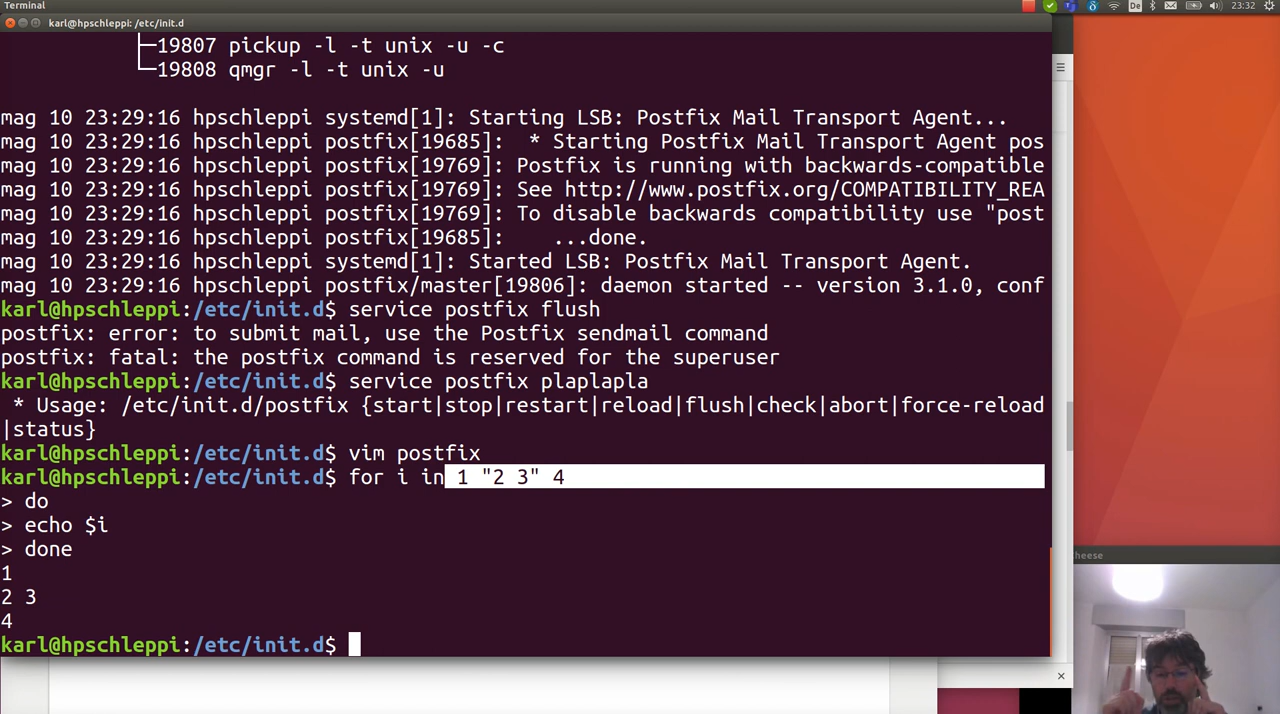 Terminal
De
23:32
karl@hpschleppi: /etc/init.d
├─19807 pickup -l -t unix -u -c
└─19808 qmgr -l -t unix -u
mag 10 23:29:16 hpschleppi systemd[1]: Starting LSB: Postfix Mail Transport Agent...
mag 10 23:29:16 hpschleppi postfix[19685]:  * Starting Postfix Mail Transport Agent pos
mag 10 23:29:16 hpschleppi postfix[19769]: Postfix is running with backwards-compatible
mag 10 23:29:16 hpschleppi postfix[19769]: See http://www.postfix.org/COMPATIBILITY_REA
mag 10 23:29:16 hpschleppi postfix[19769]: To disable backwards compatibility use "post
mag 10 23:29:16 hpschleppi postfix[19685]:    ...done.
mag 10 23:29:16 hpschleppi systemd[1]: Started LSB: Postfix Mail Transport Agent.
mag 10 23:29:16 hpschleppi postfix/master[19806]: daemon started -- version 3.1.0, conf
karl@hpschleppi:/etc/init.d$ service postfix flush
postfix: error: to submit mail, use the Postfix sendmail command
postfix: fatal: the postfix command is reserved for the superuser
karl@hpschleppi:/etc/init.d$ service postfix plaplapla
 * Usage: /etc/init.d/postfix {start|stop|restart|reload|flush|check|abort|force-reload
|status}
karl@hpschleppi:/etc/init.d$ vim postfix
karl@hpschleppi:/etc/init.d$ for i in 1 "2 3" 4
> do
> echo $i
> done
1
2 3
4
karl@hpschleppi:/etc/init.d$
heese